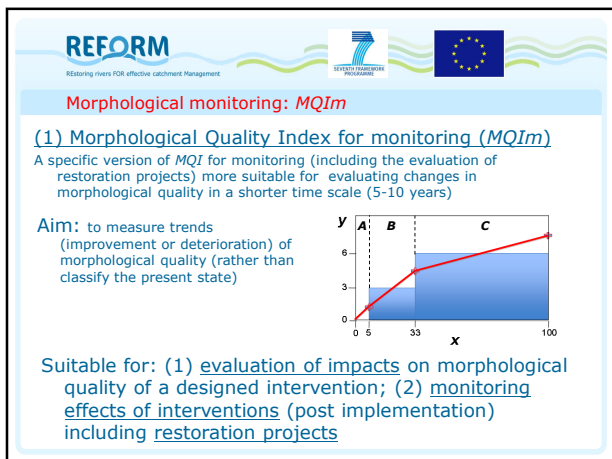 REFORM
REstoring rivers FOR effective catchment Management
7
SEVENTH FRAMEWORK
PROGRAMME
Morphological monitoring: MQIm
(1) Morphological Quality Index for monitoring (MQIm)
A specific version of MQI for monitoring (including the evaluation of
restoration projects) more suitable for evaluating changes in
morphological quality in a shorter time scale (5-10 years)
Aim: to measure trends
(improvement or deterioration) of
morphological quality (rather than
classify the present state)
y A B C
6
3
0
0 5 33 100
x
Suitable for: (1) evaluation of impacts on morphological
quality of a designed intervention; (2) monitoring
effects of interventions (post implementation)
including restoration projects